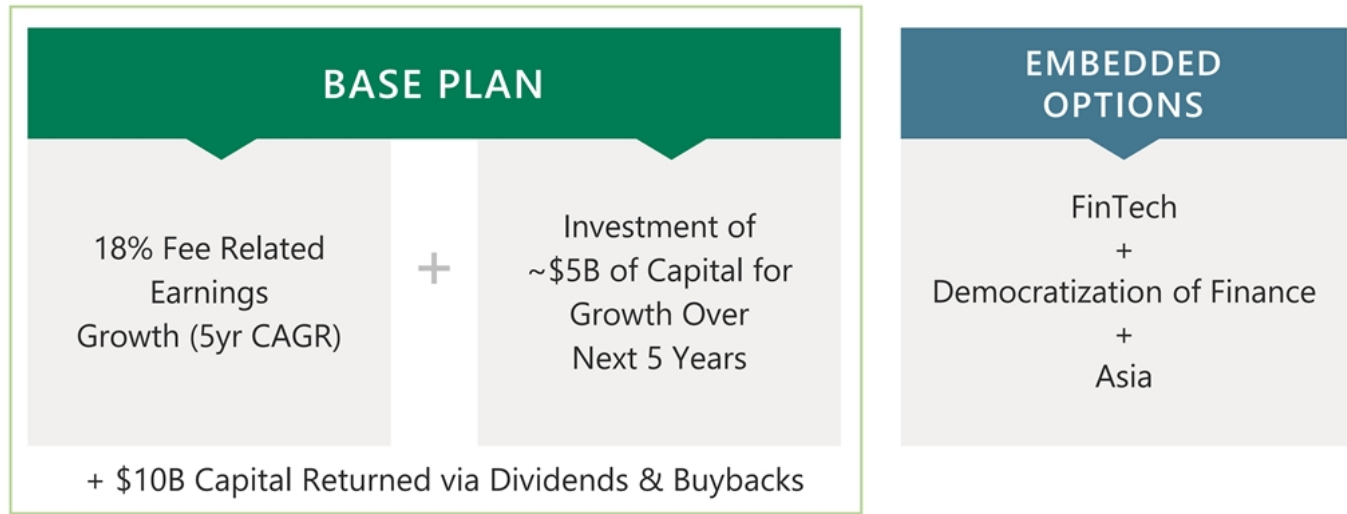 BASE PLAN
18% Fee Related
Earnings
Growth (5yr CAGR)
+
Investment of
~$5B of Capital for
Growth Over
Next 5 Years
+ $10B Capital Returned via Dividends & Buybacks
EMBEDDED
OPTIONS
FinTech
+
Democratization of Finance
+
Asia